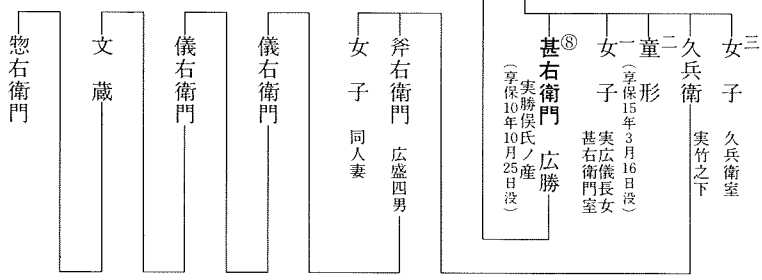 三
女子 久兵衛室
久兵衛 実竹之下
二
童形 (享保15年3月16日没)
一
女子 実広儀長女
甚右衛門室
⑧
甚右衛門 広勝
実勝俣氏ノ産
(享保10年10月25日没)
斧右衛門 広盛四男
女子 同人妻
儀右衛門
儀右衛門
文蔵
惣右衛門